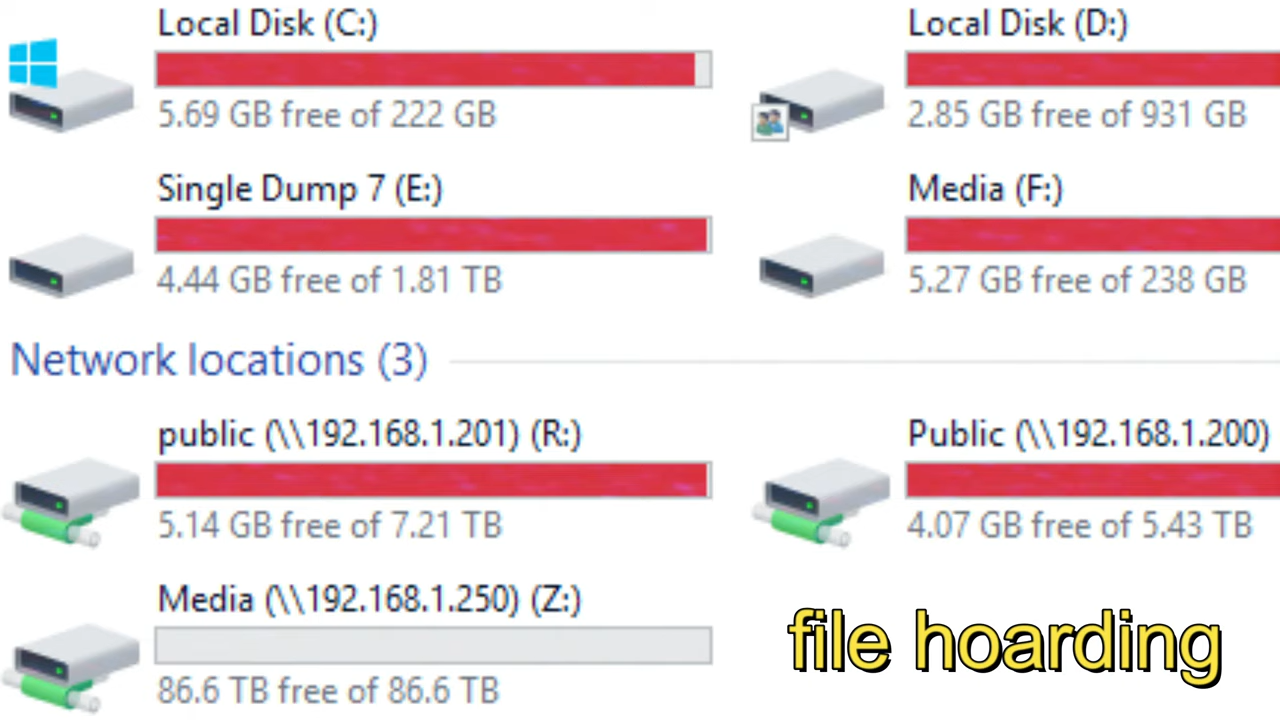 Local Disk (C:)
5.69 GB free of 222 GB
Local Disk (D:)
2.85 GB free of 931 GB
Single Dump 7 (E:)
4.44 GB free of 1.81 TB
Media (F:)
5.27 GB free of 238 GB
Network locations (3)
public (\\192.168.1.201) (R:)
5.14 GB free of 7.21 TB
Public (\\192.168.1.200)
4.07 GB free of 5.43 TB
Media (\\192.168.1.250) (Z:)
86.6 TB free of 86.6 TB
file hoarding